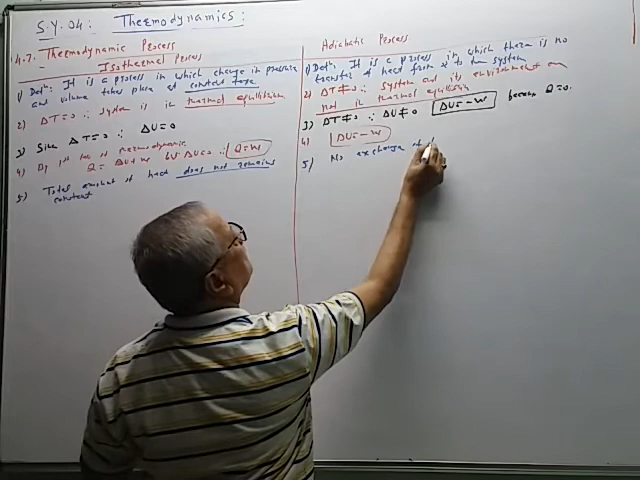 S.Y. 04: Thermodynamics:
4.7. Thermodynamic Process
Isothermal Process
1) Defn: It is a process in which change in pressure
and volume takes place at constant temp
2) ΔT=0 ∴ System is in thermal equilibrium
3) Since ΔT=0 ∴ ΔU=0
4) By 1st law of thermodynamic
Q = ΔU+W but ΔU=0 ∴ Q=W
5) Total amount of heat does not remains
constant
Adiabatic Process
1) Defn: It is a process in which there is no
transfer of heat from or to the system
2) ΔT≠0 ∴ System and its environment are
not in thermal equilibrium
3) ΔT≠0 ∴ ΔU≠0 ΔU=-W because Q=0.
4) ΔU=-W
5) No exchange of